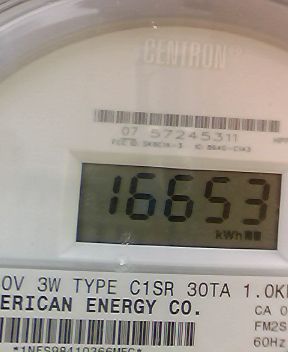 CENTRON®
07 57245311
16653
kWh
0V 3W TYPE C1SR 30TA 1.0K
ERICAN ENERGY CO.
CA 0
FM2S
60Hz